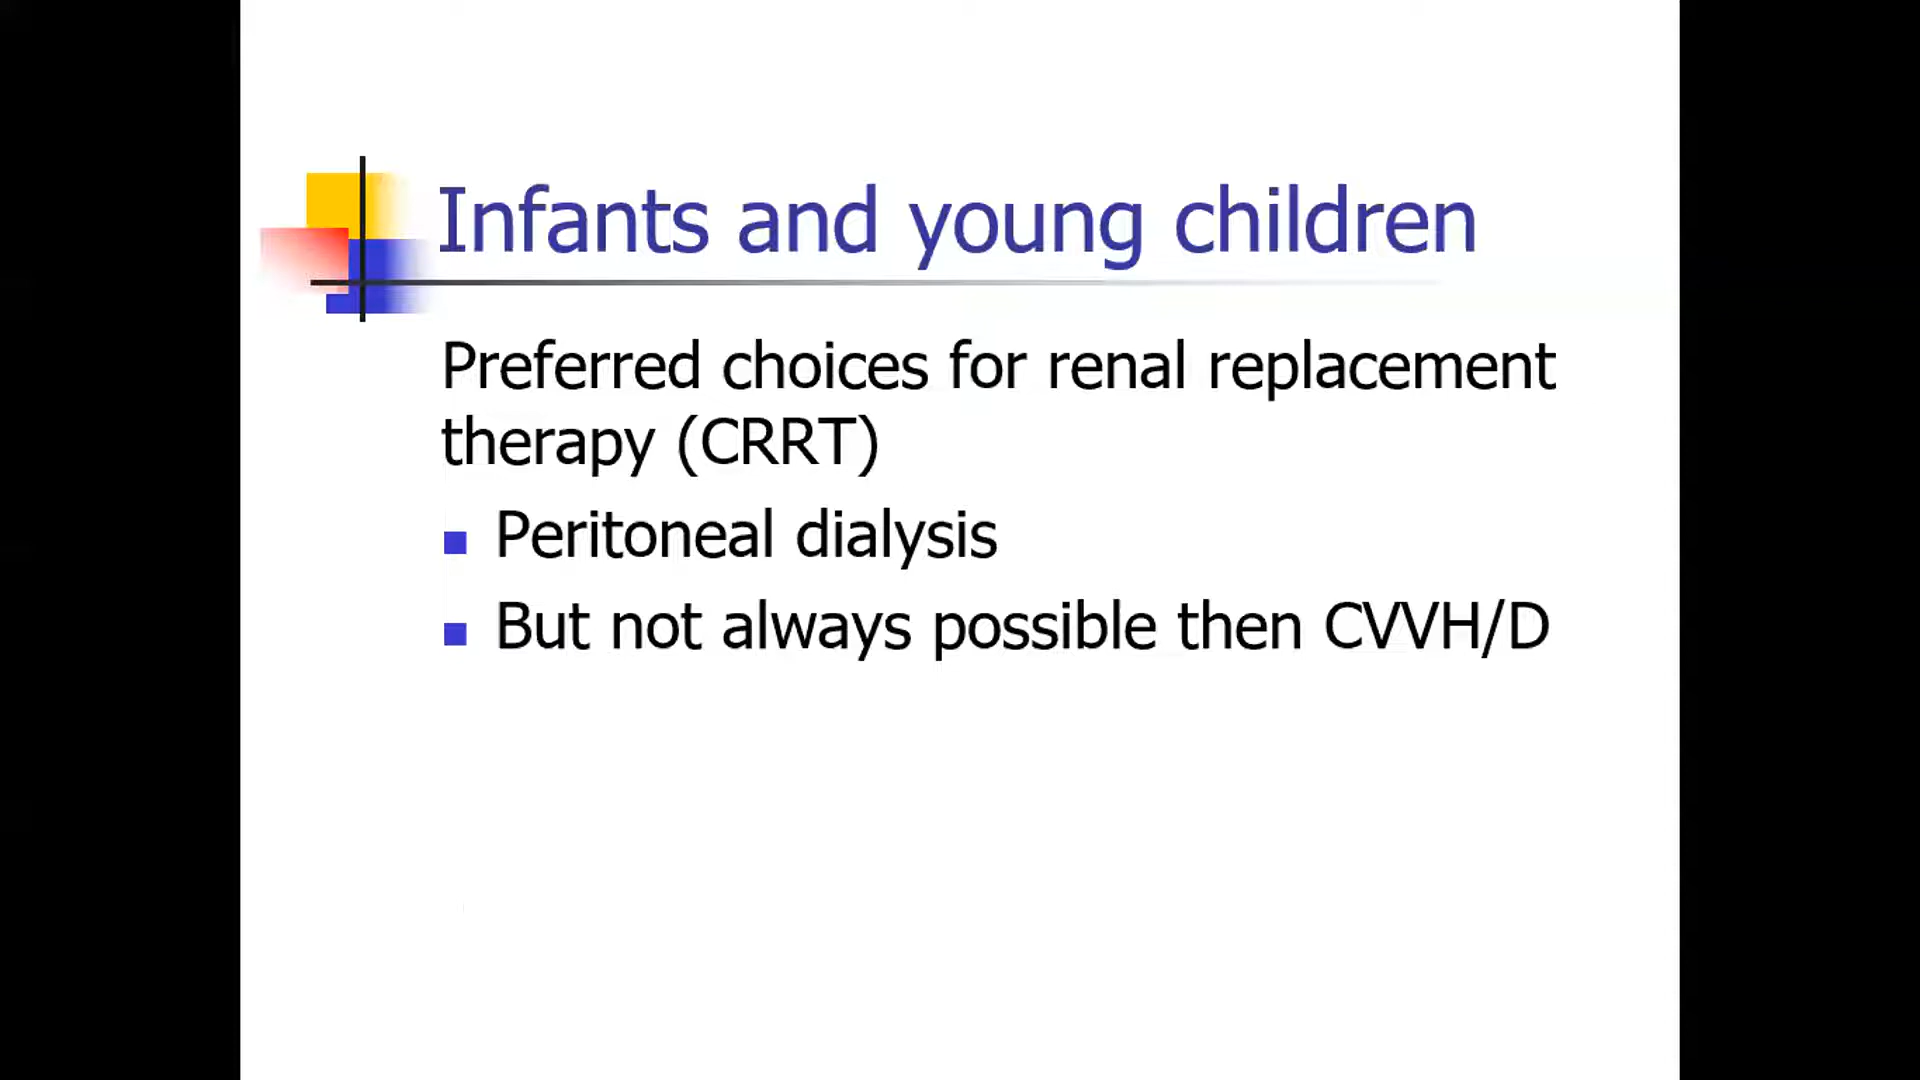 Infants and young children
Preferred choices for renal replacement
therapy (CRRT)
Peritoneal dialysis
But not always possible then CVVH/D